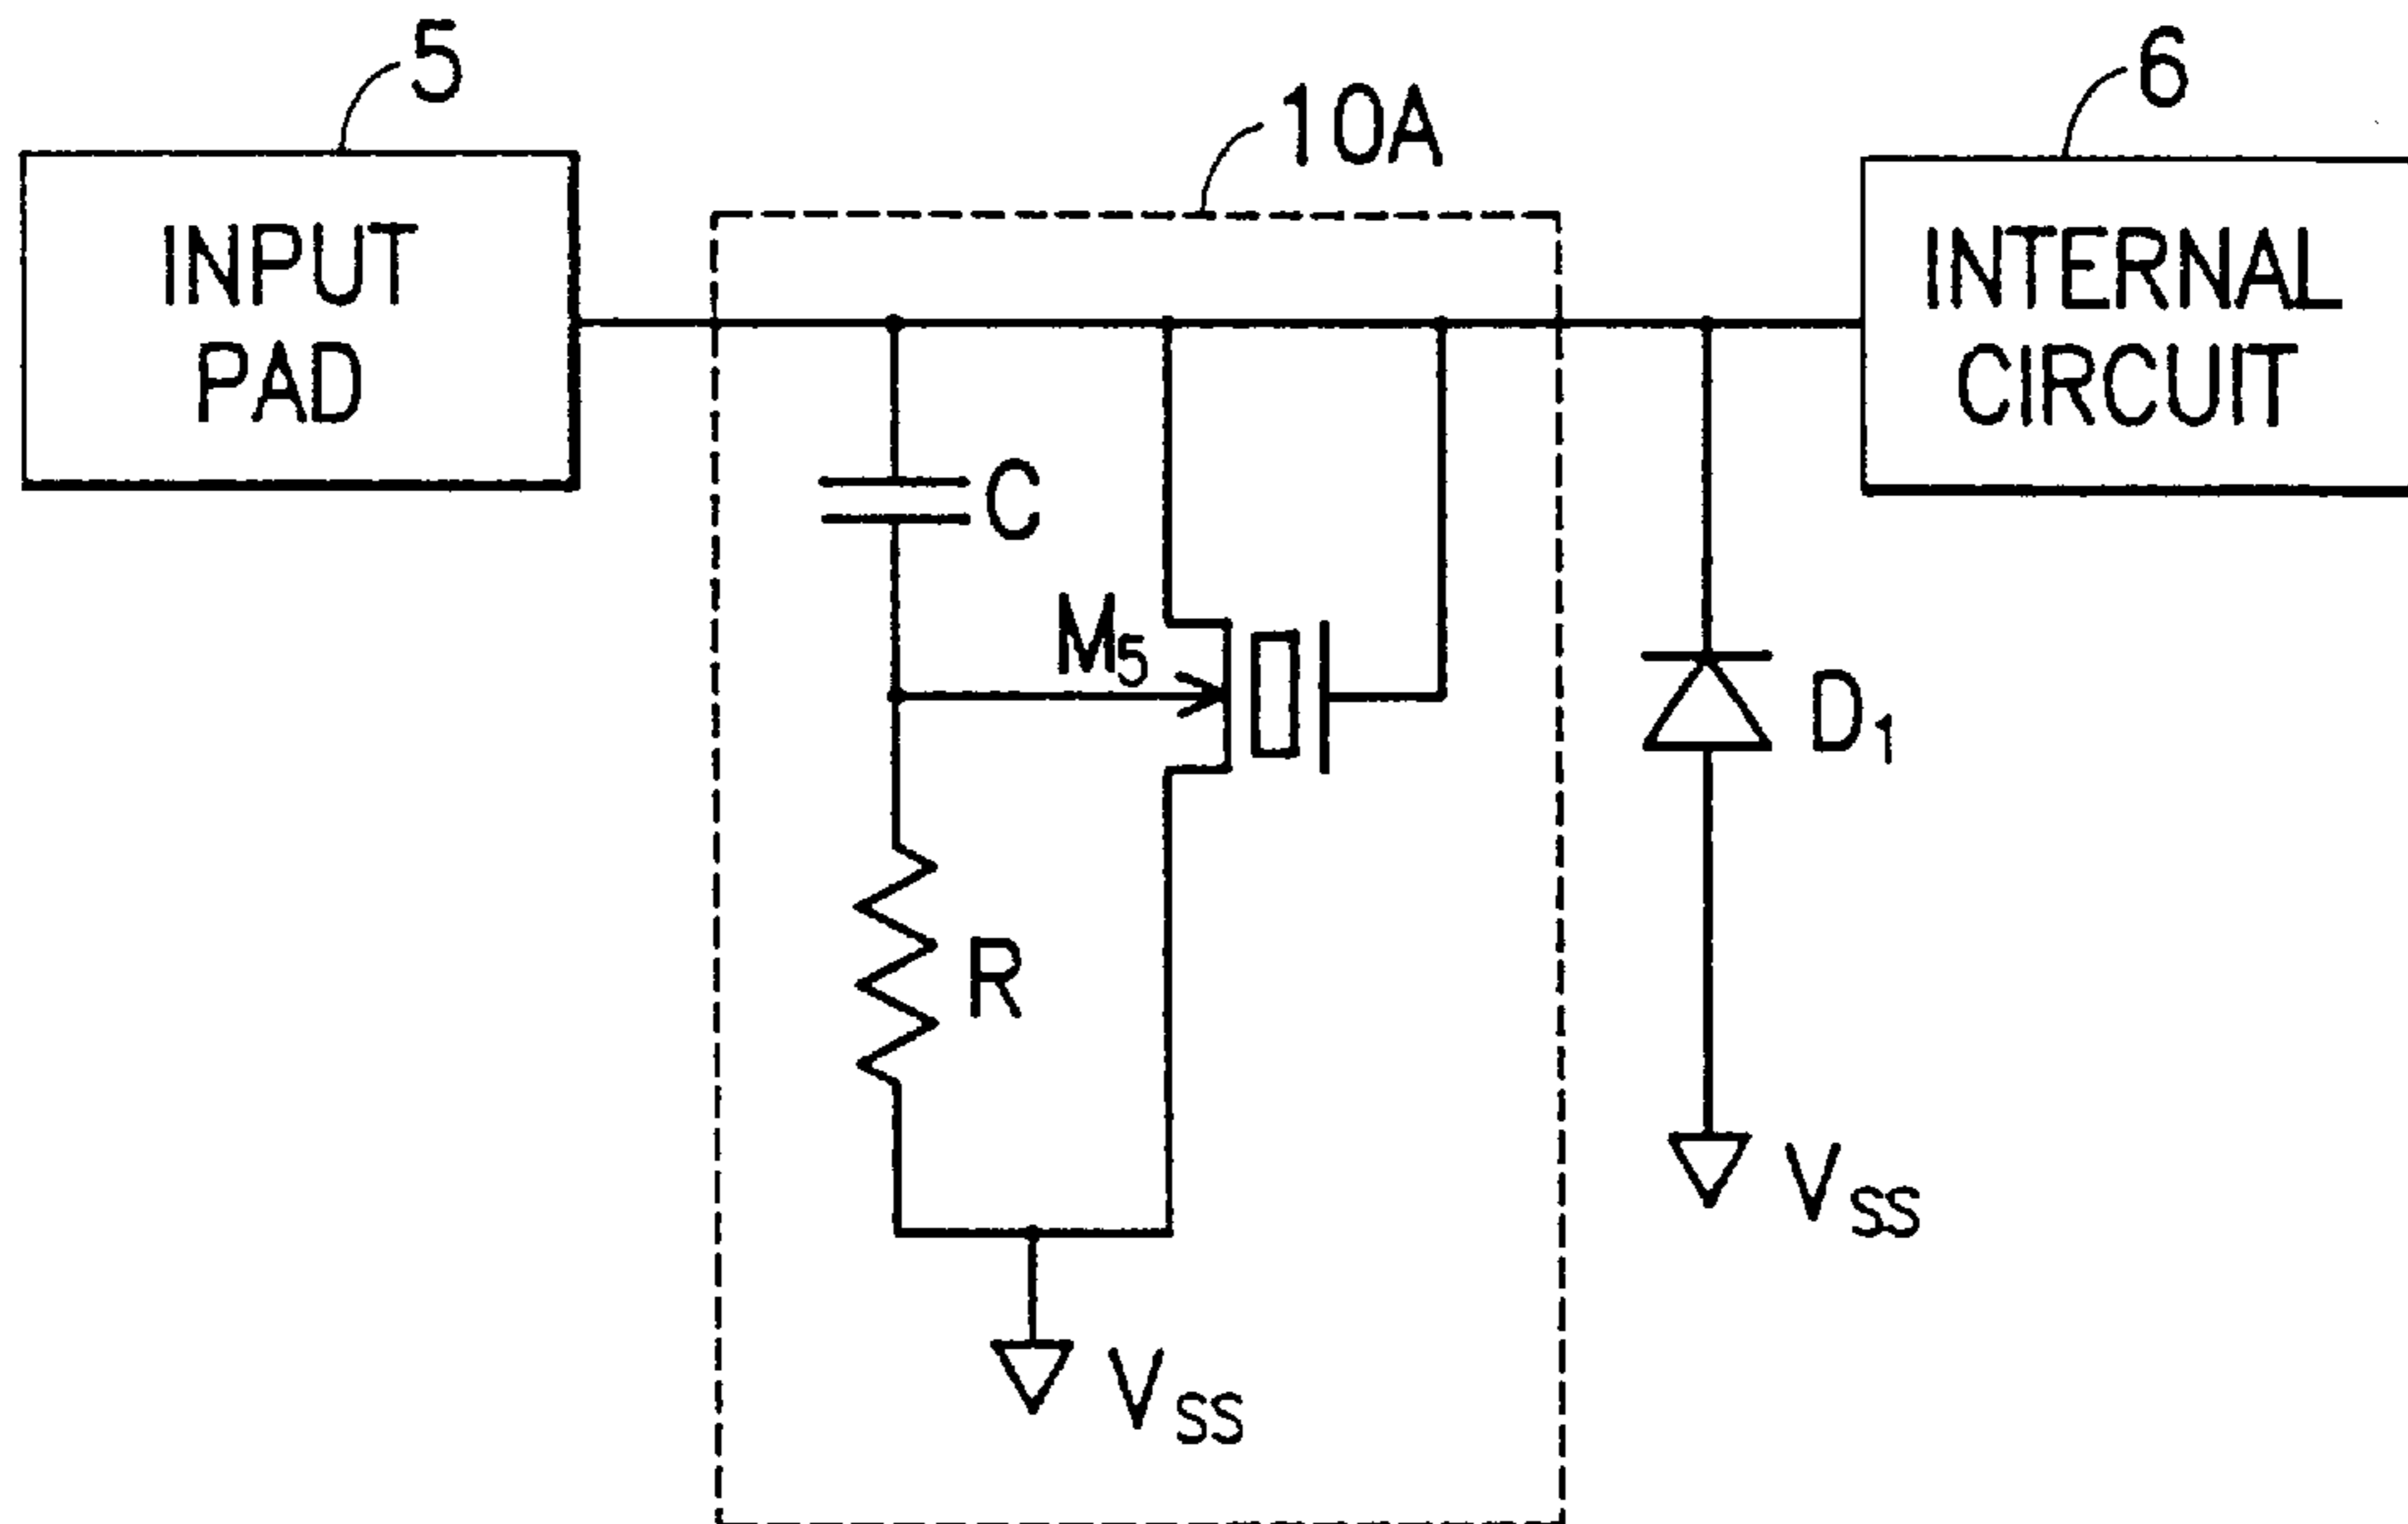 5
10A
6
INPUT
PAD
INTERNAL
CIRCUIT
C
M5
D1
R
VSS
VSS